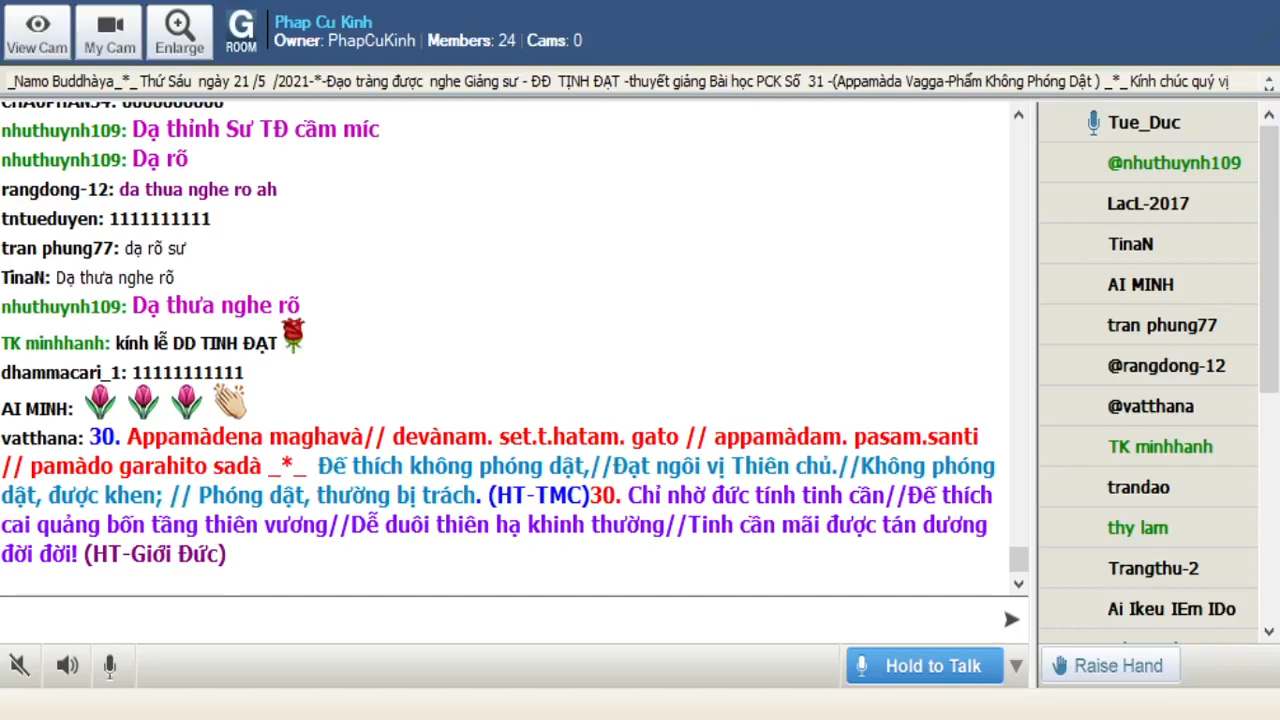 Phap Cu Kinh
Owner: PhapCuKinh | Members: 24 | Cams: 0
View Cam
My Cam
Enlarge
G
ROOM
_Namo Buddhàya_*_ Thứ Sáu ngày 21 /5 /2021-*-Đạo tràng được nghe Giảng sư - ĐĐ TỊNH ĐẠT -thuyết giảng Bài học PCK Số 31 -(Appamàda Vagga-Phẩm Không Phóng Dật ) _*_ Kính chúc quý vị
nhuthuynh109: Dạ thỉnh Sư TĐ cầm míc
nhuthuynh109: Dạ rõ
rangdong-12: da thua nghe ro ah
tntueduyen: 1111111111
tran phung77: dạ rõ sư
TinaN: Dạ thưa nghe rõ
nhuthuynh109: Dạ thưa nghe rõ
TK minhhanh: kính lễ DD TINH ĐẠT
dhammacari_1: 11111111111
AI MINH:
vatthana: 30. Appamàdena maghavà// devànam. set.t.hatam. gato // appamàdam. pasam.santi
// pamàdo garahito sadà _*_ Đế thích không phóng dật,//Đạt ngôi vị Thiên chủ.//Không phóng
dật, được khen; // Phóng dật, thường bị trách. (HT-TMC)30. Chỉ nhờ đức tính tinh cần//Đế thích
cai quảng bốn tầng thiên vương//Dễ duôi thiên hạ khinh thường//Tinh cần mãi được tán dương
đời đời! (HT-Giới Đức)
Tue_Duc
@nhuthuynh109
LacL-2017
TinaN
AI MINH
tran phung77
@rangdong-12
@vatthana
TK minhhanh
trandao
thy lam
Trangthu-2
Ai Ikeu IEm IDo
Hold to Talk
Raise Hand